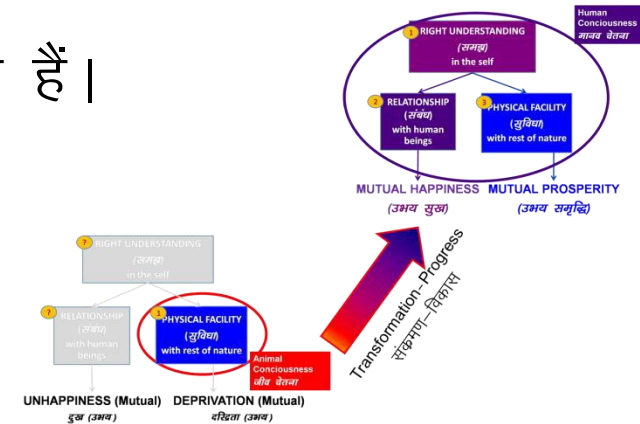 हैं|
Human
Conciousness
मानव चेतना
1
RIGHT UNDERSTANDING
(समझ)
in the self
2
RELATIONSHIP
(संबंध)
with human
beings
3
PHYSICAL FACILITY
(सुविधा)
with rest of nature
MUTUAL HAPPINESS
(उभय सुख)
MUTUAL PROSPERITY
(उभय समृद्धि)
Transformation–Progress
संक्रमण–विकास
?
RIGHT UNDERSTANDING
(समझ)
in the self
?
RELATIONSHIP
(संबंध)
with human
beings
1
PHYSICAL FACILITY
(सुविधा)
with rest of nature
Animal
Conciousness
जीव चेतना
UNHAPPINESS (Mutual)
दुख (उभय)
DEPRIVATION (Mutual)
दरिद्रता (उभय)